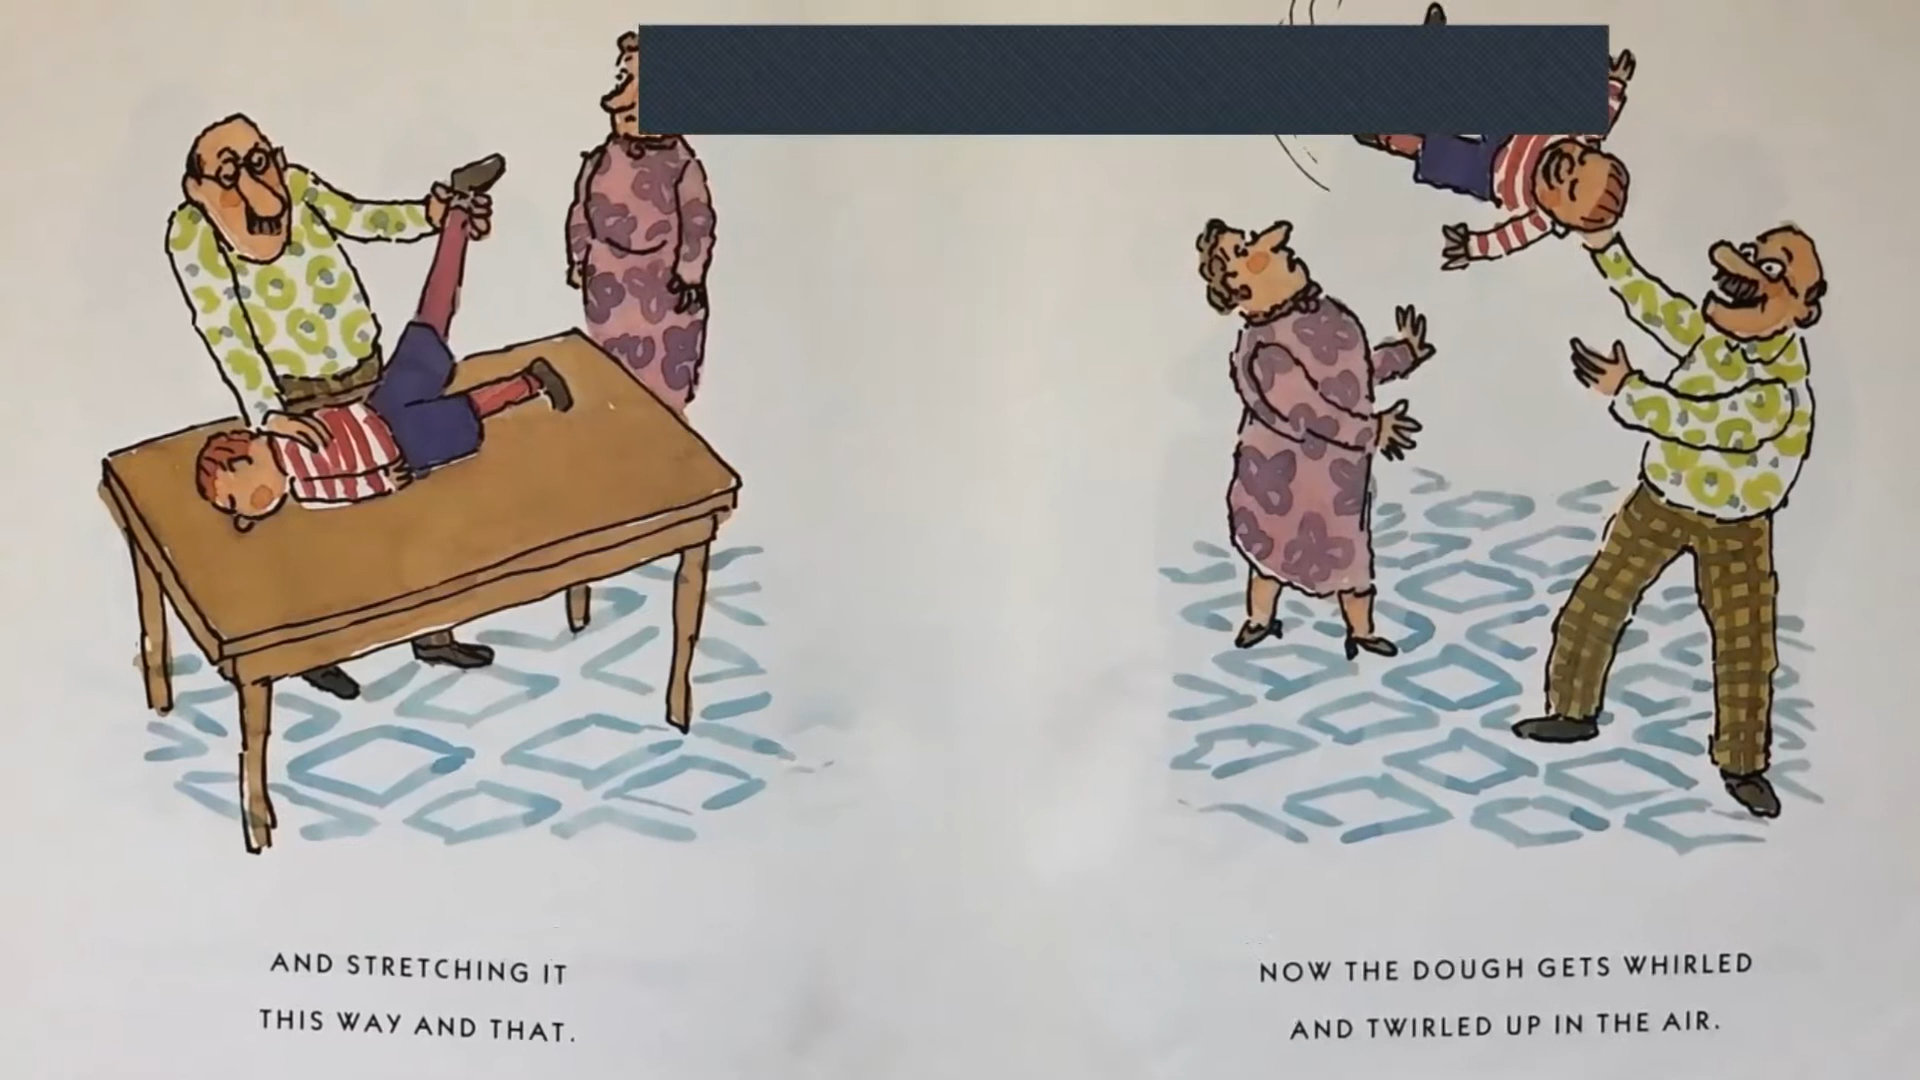 AND STRETCHING IT
THIS WAY AND THAT.
NOW THE DOUGH GETS WHIRLED
AND TWIRLED UP IN THE AIR.